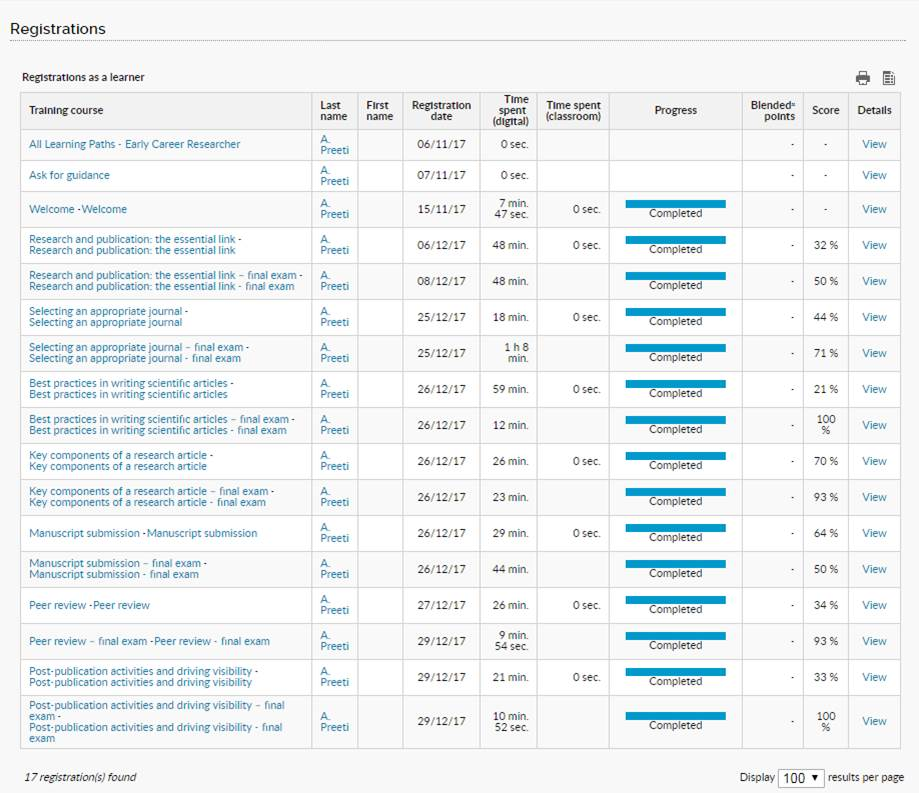 Registrations
Registrations as a learner
Training course Last name First name Registration date Time spent (digital) Time spent (classroom) Progress Blendedx points Score Details
All Learning Paths - Early Career Researcher A. Preeti 06/11/17 0 sec. - - View
Ask for guidance A. Preeti 07/11/17 0 sec. - - View
Welcome -Welcome A. Preeti 15/11/17 7 min. 47 sec. 0 sec. Completed - - View
Research and publication: the essential link - Research and publication: the essential link A. Preeti 06/12/17 48 min. 0 sec. Completed - 32 % View
Research and publication: the essential link – final exam - Research and publication: the essential link - final exam A. Preeti 08/12/17 48 min. Completed - 50 % View
Selecting an appropriate journal - Selecting an appropriate journal A. Preeti 25/12/17 18 min. 0 sec. Completed - 44 % View
Selecting an appropriate journal – final exam - Selecting an appropriate journal - final exam A. Preeti 25/12/17 1 h 8 min. Completed - 71 % View
Best practices in writing scientific articles - Best practices in writing scientific articles A. Preeti 26/12/17 59 min. 0 sec. Completed - 21 % View
Best practices in writing scientific articles – final exam - Best practices in writing scientific articles - final exam A. Preeti 26/12/17 12 min. Completed - 100 % View
Key components of a research article - Key components of a research article A. Preeti 26/12/17 26 min. 0 sec. Completed - 70 % View
Key components of a research article – final exam - Key components of a research article - final exam A. Preeti 26/12/17 23 min. Completed - 93 % View
Manuscript submission -Manuscript submission A. Preeti 26/12/17 29 min. 0 sec. Completed - 64 % View
Manuscript submission – final exam - Manuscript submission - final exam A. Preeti 26/12/17 44 min. Completed - 50 % View
Peer review -Peer review A. Preeti 27/12/17 26 min. 0 sec. Completed - 34 % View
Peer review – final exam -Peer review - final exam A. Preeti 29/12/17 9 min. 54 sec. Completed - 93 % View
Post-publication activities and driving visibility - Post-publication activities and driving visibility A. Preeti 29/12/17 21 min. 0 sec. Completed - 33 % View
Post-publication activities and driving visibility – final exam - Post-publication activities and driving visibility - final exam A. Preeti 29/12/17 10 min. 52 sec. Completed - 100 % View
17 registration(s) found Display 100 results per page